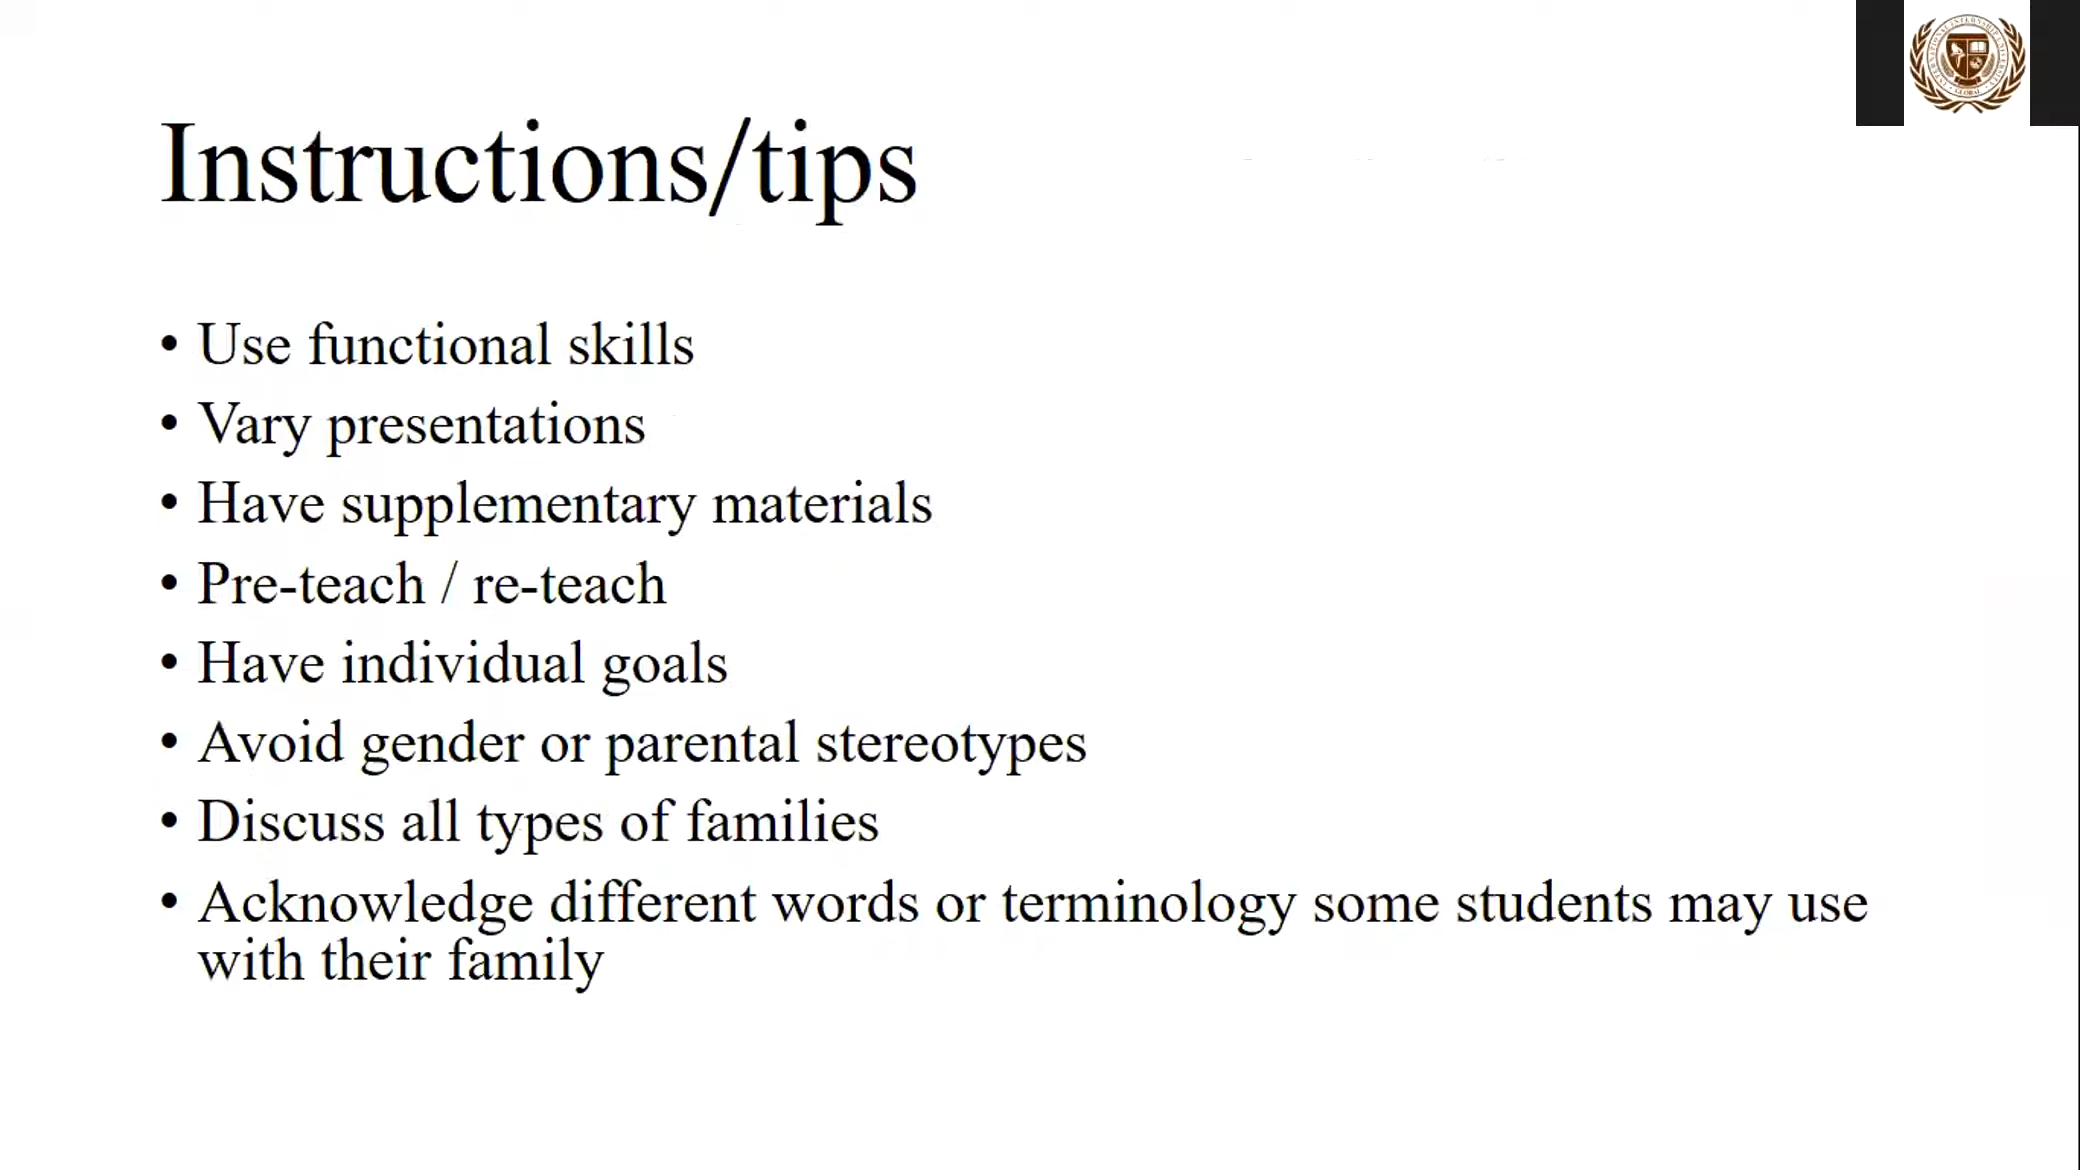 Instructions/tips
• Use functional skills
• Vary presentations
• Have supplementary materials
• Pre-teach / re-teach
• Have individual goals
• Avoid gender or parental stereotypes
• Discuss all types of families
• Acknowledge different words or terminology some students may use
with their family